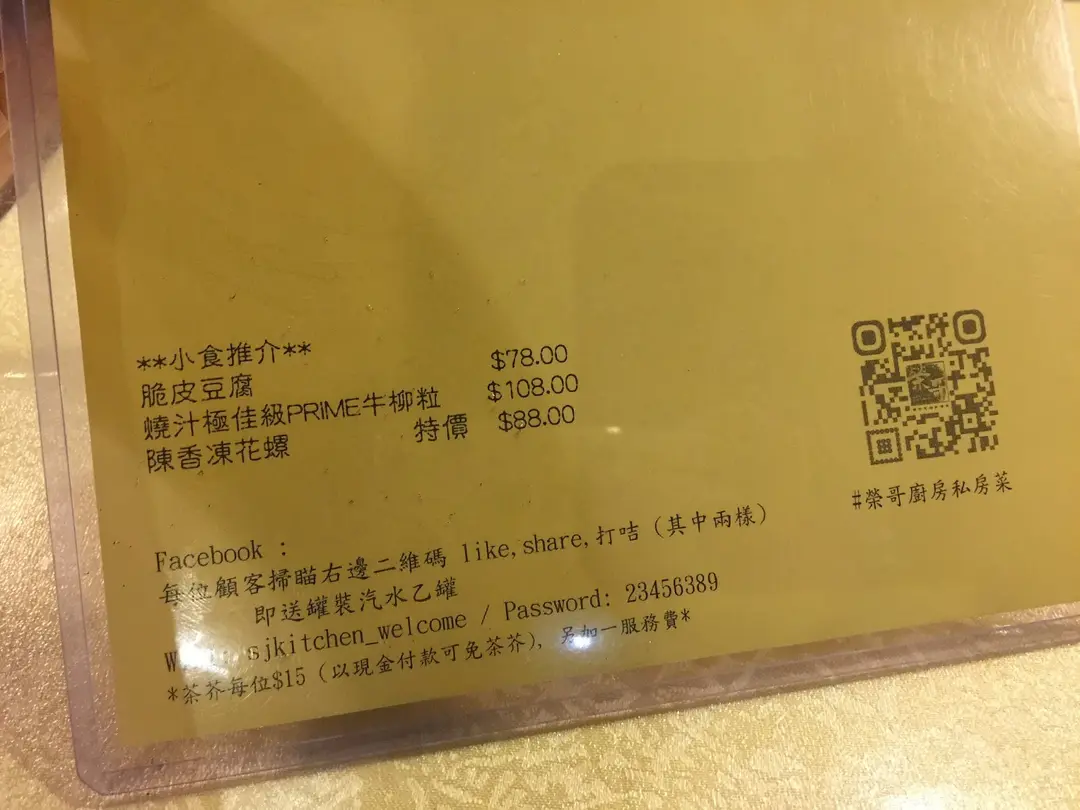 **小食推介**
脆皮豆腐 $78.00
燒汁極佳級PRIME牛柳粒 $108.00
陳香凍花螺 特價 $88.00
#榮哥廚房私房菜
Facebook :
每位顧客掃瞄右邊二維碼 like,share,打咭 (其中兩樣)
即送罐裝汽水乙罐
sjkitchen_welcome / Password: 23456389
*茶芥每位$15 (以現金付款可免茶芥), 另加一服務費*